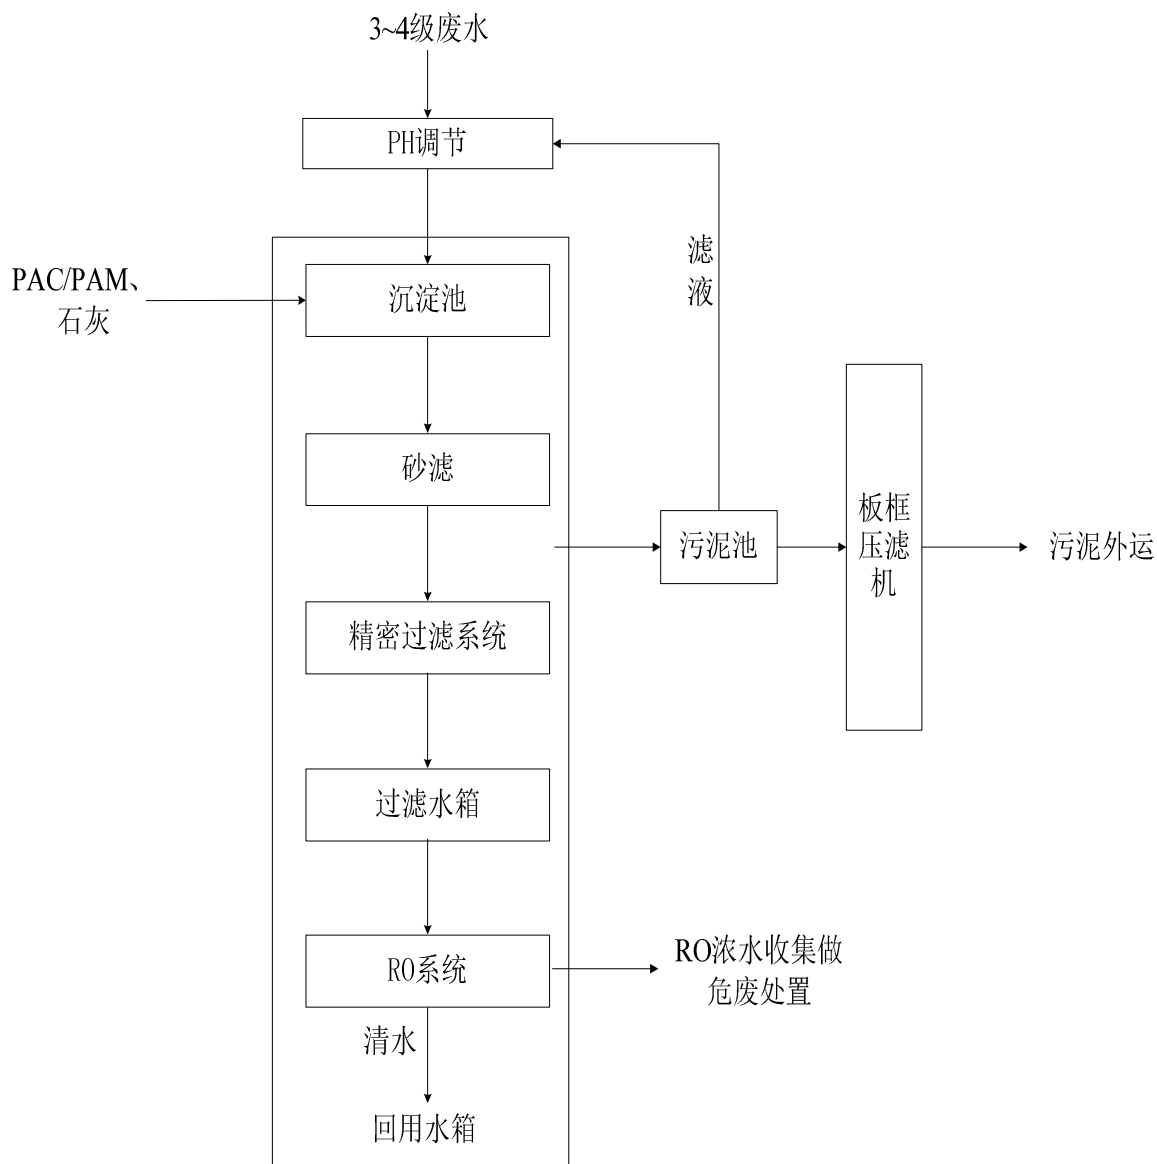 3~4级废水
PH调节
滤
液
PAC/PAM、
石灰
沉淀池
砂滤
板框
压滤
机
污泥池
污泥外运
精密过滤系统
过滤水箱
RO浓水收集做
危废处置
RO系统
清水
回用水箱